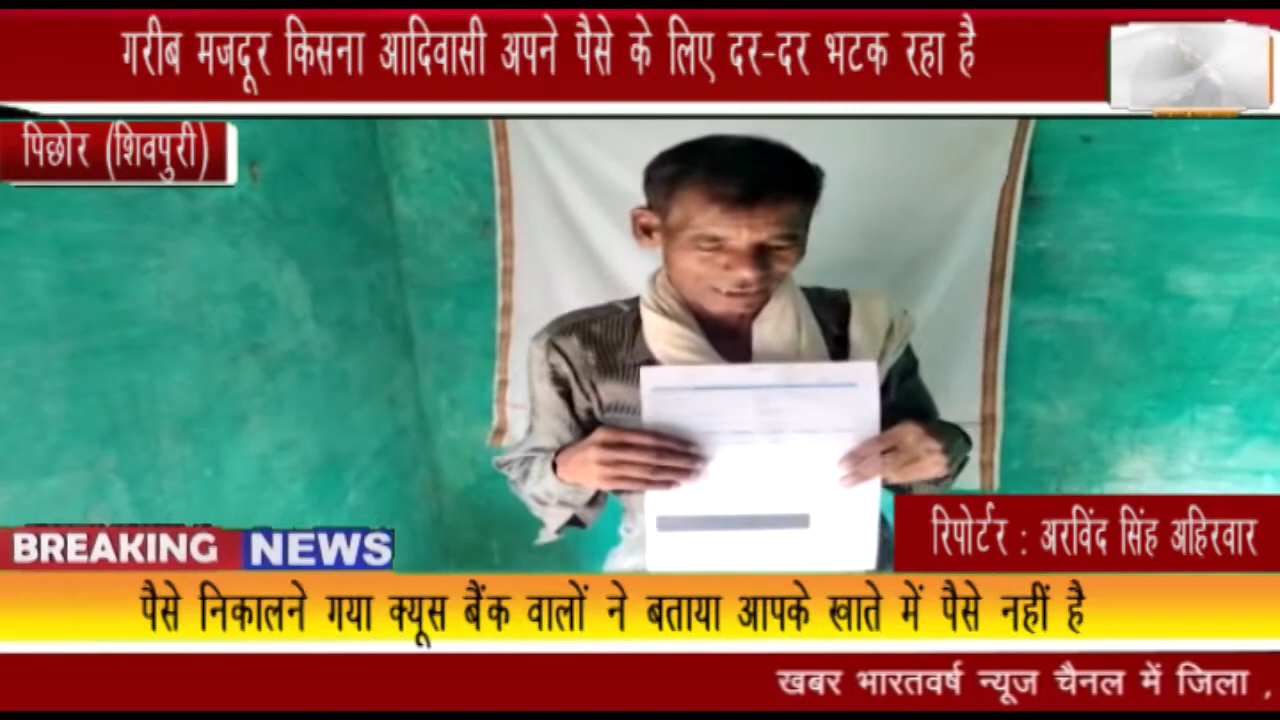 गरीब मजदूर किसना आदिवासी अपने पैसे के लिए दर-दर भटक रहा है
पिछोर (शिवपुरी)
रिपोर्टर : अरविंद सिंह अहिरवार
BREAKING NEWS
पैसे निकालने गया क्यूस बैंक वालों ने बताया आपके खाते में पैसे नहीं है
खबर भारतवर्ष न्यूज चैनल में जिला ,